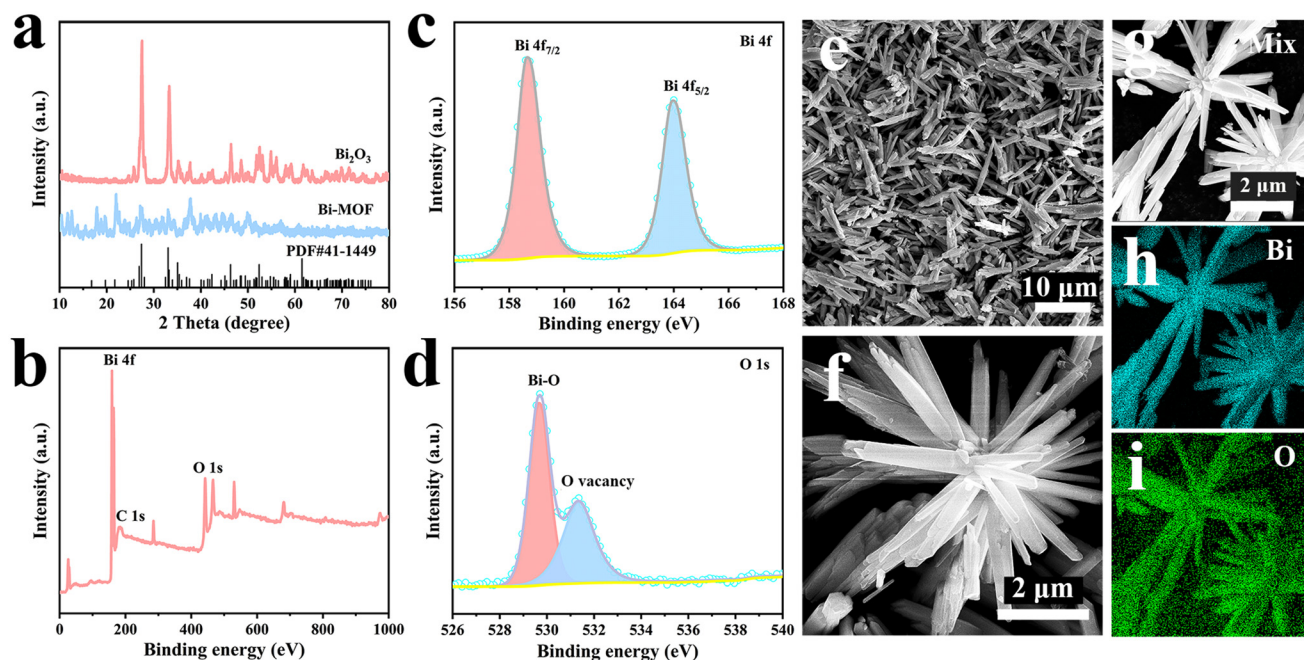 a
Intensity (a.u.)
Bi₂O₃
Bi-MOF
PDF#41-1449
10 20 30 40 50 60 70 80
2 Theta (degree)
b
Intensity (a.u.)
Bi 4f
C 1s
O 1s
0 200 400 600 800 1000
Binding energy (eV)
c
Intensity (a.u.)
Bi 4f₇/₂
Bi 4f₅/₂
Bi 4f
156 158 160 162 164 166 168
Binding energy (eV)
d
Intensity (a.u.)
Bi-O
O vacancy
O 1s
526 528 530 532 534 536 538 540
Binding energy (eV)
e
10 µm
f
2 µm
g
Mix
2 µm
h
Bi
i
O